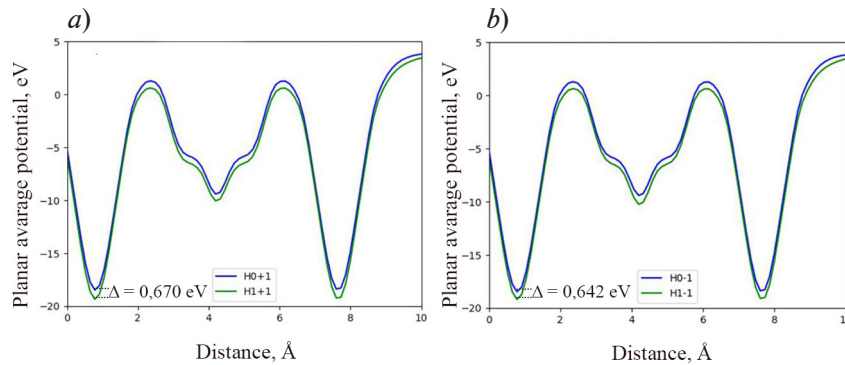 a)
Planar avarage potential, eV
5
0
−5
−10
−15
−20
Δ = 0,670 eV
H0+1
H1+1
0
2
4
6
8
10
Distance, Å
b)
Planar avarage potential, eV
5
0
−5
−10
−15
−20
Δ = 0,642 eV
H0-1
H1-1
0
2
4
6
8
Distance, Å